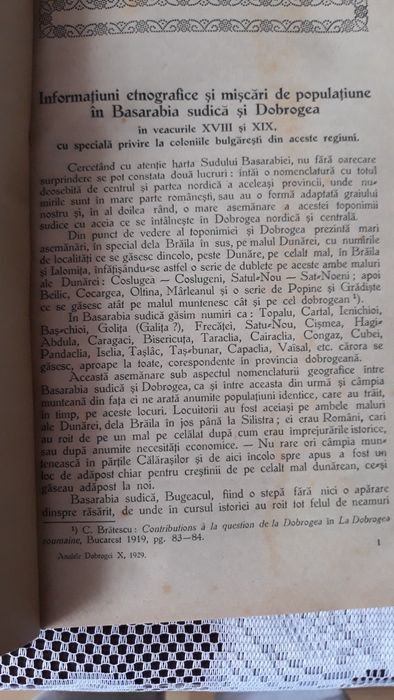 Informațiuni etnografice și mișcări de populațiune
în Basarabia sudică și Dobrogea
în veacurile XVIII și XIX,
cu specială privire la coloniile bulgărești din aceste regiuni.
Cercetând cu atenție harta Sudului Basarabiei, nu fără oarecare
surprindere se pot constata două lucruri: întâi o nomenclatură cu totul
deosebită de centrul și partea nordică a aceleași provincii, unde nu-
mirile sunt în mare parte românești, sau au o formă adaptată graiului
nostru și, în al doilea rând, o mare asemănare a acestei toponimii
sudice cu aceia ce se întâlnește în Dobrogea nordică și centrală.
Din punct de vedere al toponimiei și Dobrogea prezintă mari
asemănări, în special dela Brăila în sus, pe malul Dunărei, cu numirile
de localități ce se găsesc dincolo, peste Dunăre, pe celalt mal, în Brăila
și Ialomița, înfățișându-se astfel o serie de dublete pe aceste ambe maluri
ale Dunărei: Coslugea — Coslugeni, Satul-Nou — Sat-Noeni; apoi
Beilic, Cocargea, Olina, Mârleanul și o serie de Popine și Grădiște
ce se găsesc atât pe malul muntenesc cât și pe cel dobrogean ¹).
În Basarabia sudică găsim numiri ca: Topalu, Cartal, Ienichioi,
Baș-chioi, Golița (Galița ?), Frecăței, Satu-Nou, Cișmea, Hagi-
Abdula, Caragaci, Bisericuța, Taraclia, Cairaclia, Congaz, Cubei,
Pandaclia, Iselia, Tașlâc, Taș-bunar, Capaclia, Vaisal, etc. cărora se
găsesc, aproape la toate, corespondente în provincia dobrogeană.
Această asemănare sub aspectul nomenclaturii geografice între
Basarabia sudică și Dobrogea, ca și între aceasta din urmă și câmpia
munteană din fața ei ne arată anumite populațiuni identice, care au trăit,
în timp, pe aceste locuri. Locuitorii au fost aceiași pe ambele maluri
ale Dunărei, dela Brăila în jos până la Silistra; ei erau Români, cari
au roit de pe un mal pe celălat după cum erau imprejurările istorice,
sau după anumite necesități economice. — Nu rare ori câmpia mun-
tenească în părțile Călărașilor și de aici încolo spre apus a fost un
loc de adăpost chiar pentru creștinii de pe celalt mal dunărean, ce-și
găseau adăpost la noi.
Basarabia sudică, Bugeacul, fiind o stepă fără nici o apărare
dinspre răsărit, de unde in cursul istoriei au roit tot felul de neamuri
¹) C. Brătescu: Contributions à la question de la Dobrogea în La Dobrogea
roumaine, Bucarest 1919, pg. 83—84.
Analele Dobrogei X, 1929.
1